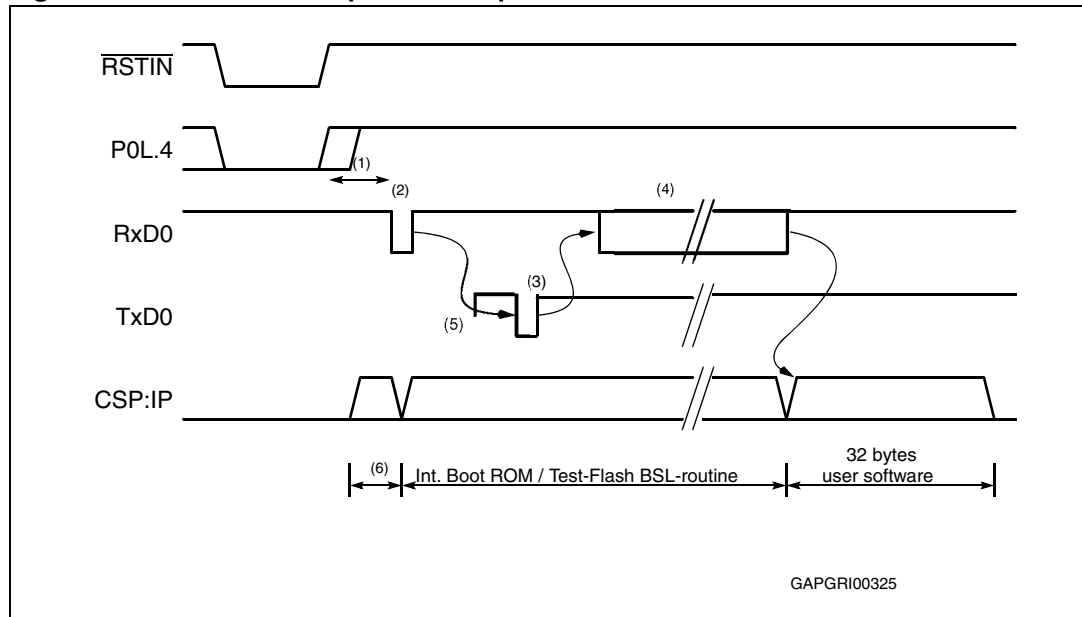 RSTIN
P0L.4
(1)
(2)
(4)
RxD0
(3)
TxD0
(5)
CSP:IP
(6)
Int. Boot ROM / Test-Flash BSL-routine
32 bytes
user software
GAPGRI00325